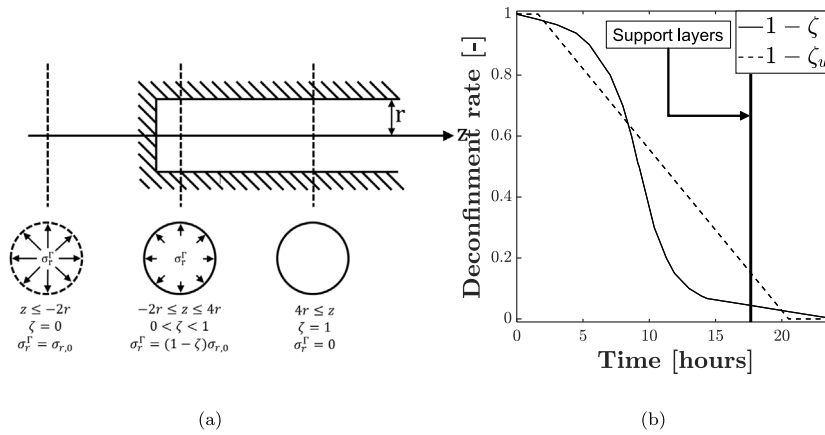 r
z
σ_r^Γ
σ_r^Γ
z ≤ −2r
ζ = 0
σ_r^Γ = σ_{r,0}
−2r ≤ z ≤ 4r
0 < ζ < 1
σ_r^Γ = (1−ζ)σ_{r,0}
4r ≤ z
ζ = 1
σ_r^Γ = 0
(a)
Deconfinment rate [-]
1
0.8
0.6
0.4
0.2
0
0
5
10
15
20
Time [hours]
Support layers
1 − ζ
1 − ζ_w
(b)